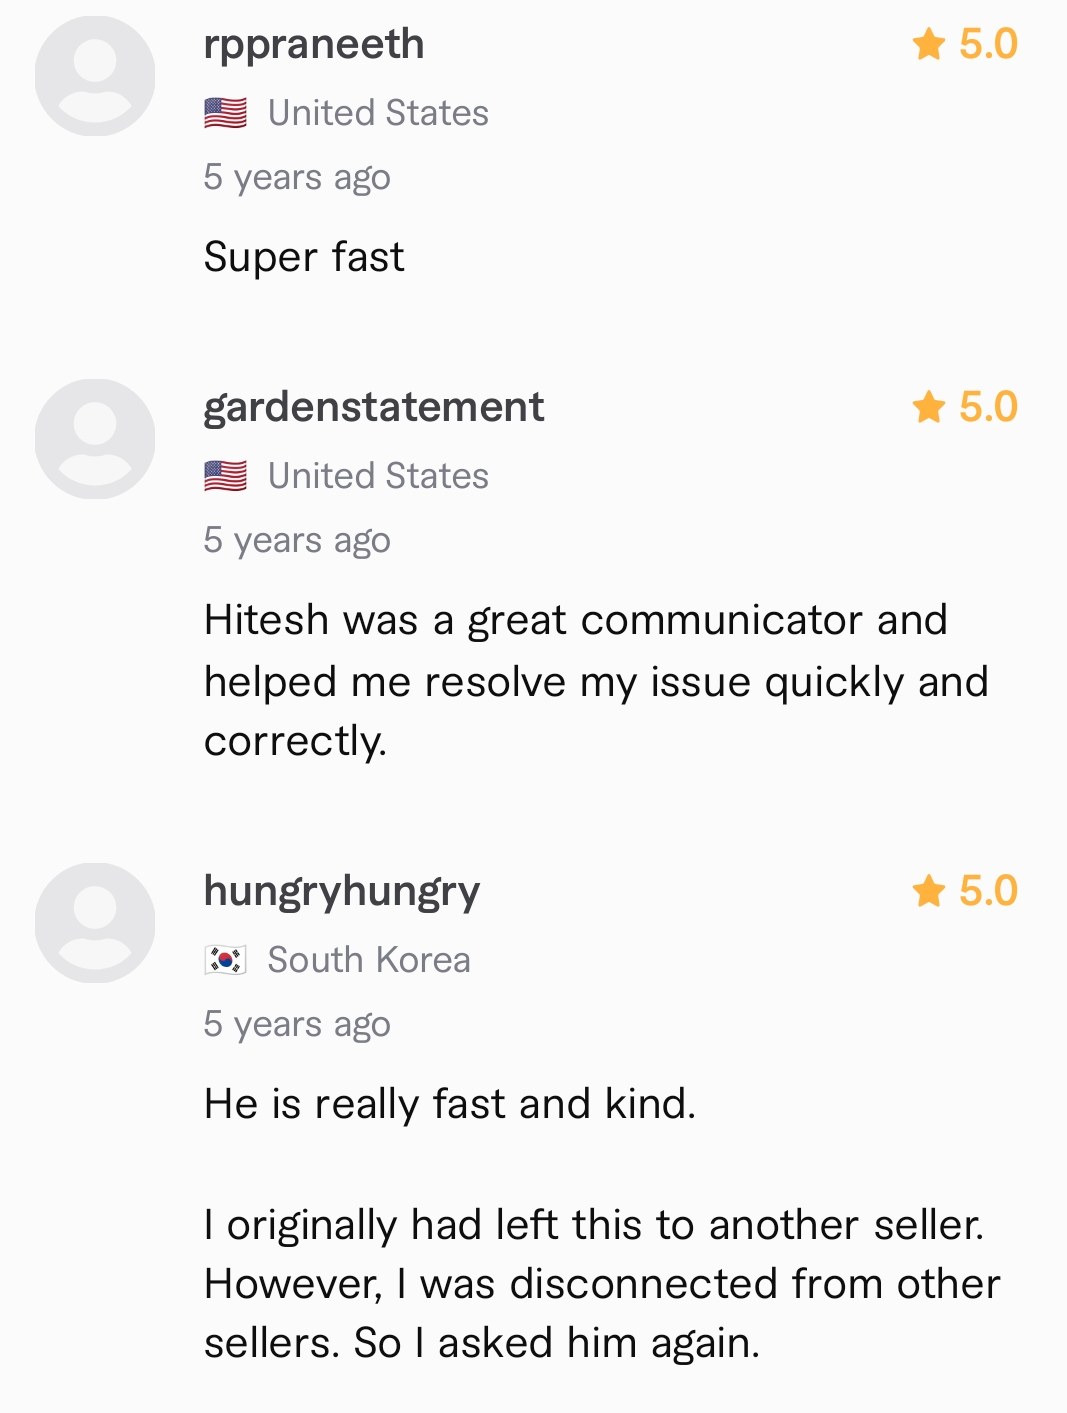 rppraneeth
5.0
United States
5 years ago
Super fast
gardenstatement
5.0
United States
5 years ago
Hitesh was a great communicator and
helped me resolve my issue quickly and
correctly.
hungryhungry
5.0
South Korea
5 years ago
He is really fast and kind.
I originally had left this to another seller.
However, I was disconnected from other
sellers. So I asked him again.